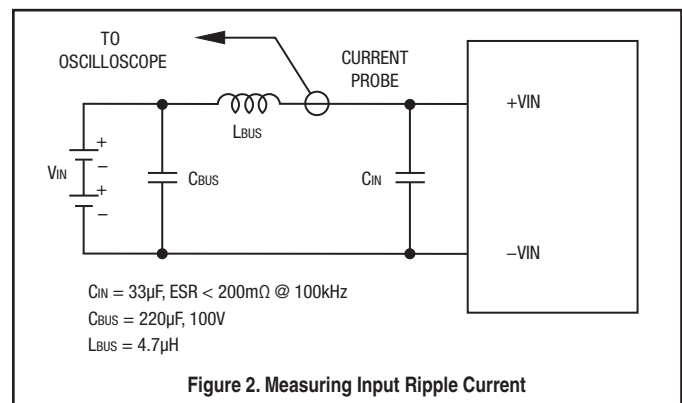 TO
OSCILLOSCOPE
CURRENT
PROBE
+VIN
LBUS
+
VIN
–
+
–
CBUS
CIN
–VIN
CIN = 33µF, ESR < 200mΩ @ 100kHz
CBUS = 220µF, 100V
LBUS = 4.7µH
Figure 2. Measuring Input Ripple Current